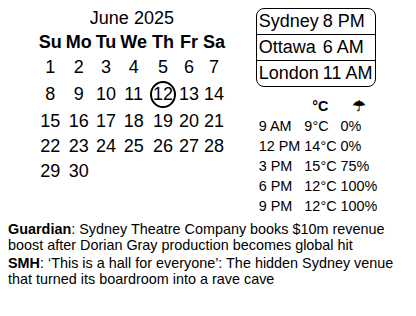 June 2025
Su Mo Tu We Th Fr Sa
1 2 3 4 5 6 7
8 9 10 11 12 13 14
15 16 17 18 19 20 21
22 23 24 25 26 27 28
29 30
Sydney 8 PM
Ottawa 6 AM
London 11 AM
°C ☂
9 AM 9°C 0%
12 PM 14°C 0%
3 PM 15°C 75%
6 PM 12°C 100%
9 PM 12°C 100%
Guardian: Sydney Theatre Company books $10m revenue
boost after Dorian Gray production becomes global hit
SMH: ‘This is a hall for everyone’: The hidden Sydney venue
that turned its boardroom into a rave cave